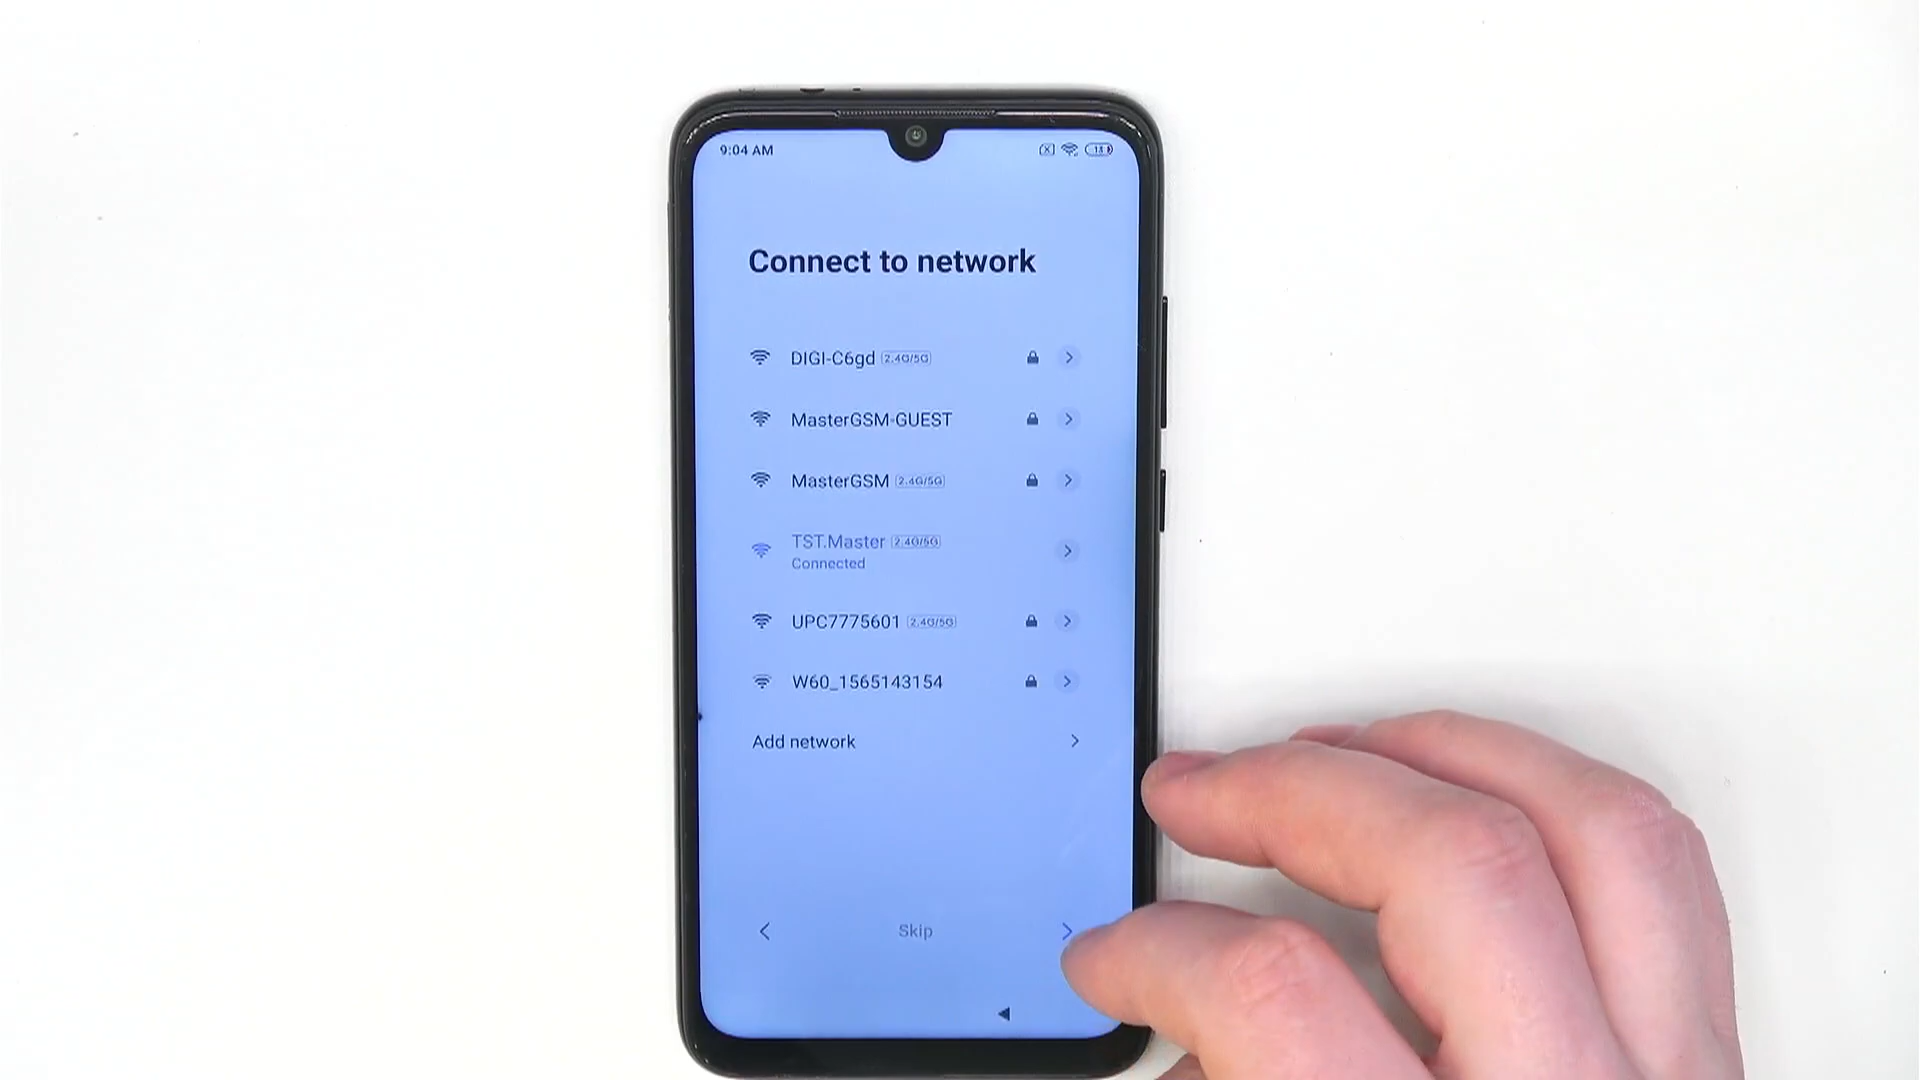 9:04 AM
13
Connect to network
DIGI-C6gd 2.4G/5G
MasterGSM-GUEST
MasterGSM 2.4G/5G
TST.Master 2.4G/5G
Connected
UPC7775601 2.4G/5G
W60_1565143154
Add network
Skip